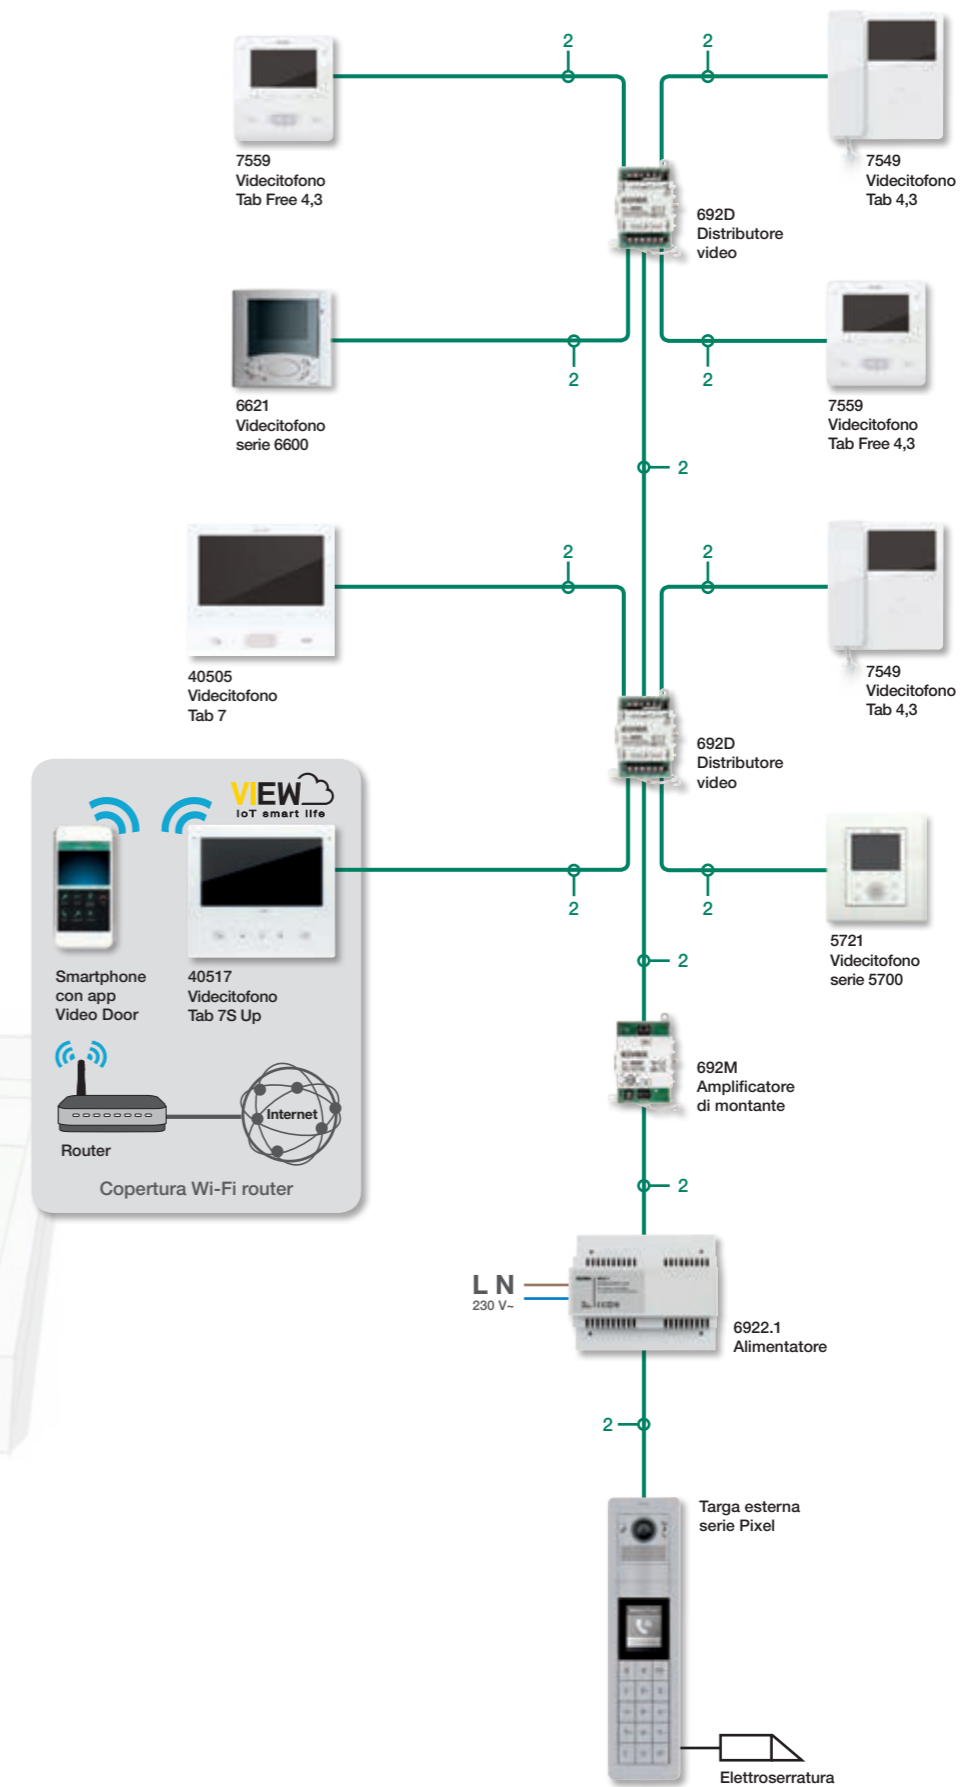 2
2
7559
Videcitofono
Tab Free 4,3
7549
Videcitofono
Tab 4,3
692D
Distributore
video
2
2
6621
Videcitofono
serie 6600
7559
Videcitofono
Tab Free 4,3
2
2
2
40505
Videcitofono
Tab 7
7549
Videcitofono
Tab 4,3
692D
Distributore
video
VIEW
IoT smart life
2
2
Smartphone
con app
Video Door
40517
Videcitofono
Tab 7S Up
5721
Videcitofono
serie 5700
2
692M
Amplificatore
di montante
Internet
Router
Copertura Wi-Fi router
2
L N
230 V~
6922.1
Alimentatore
2
Targa esterna
serie Pixel
Elettroserratura